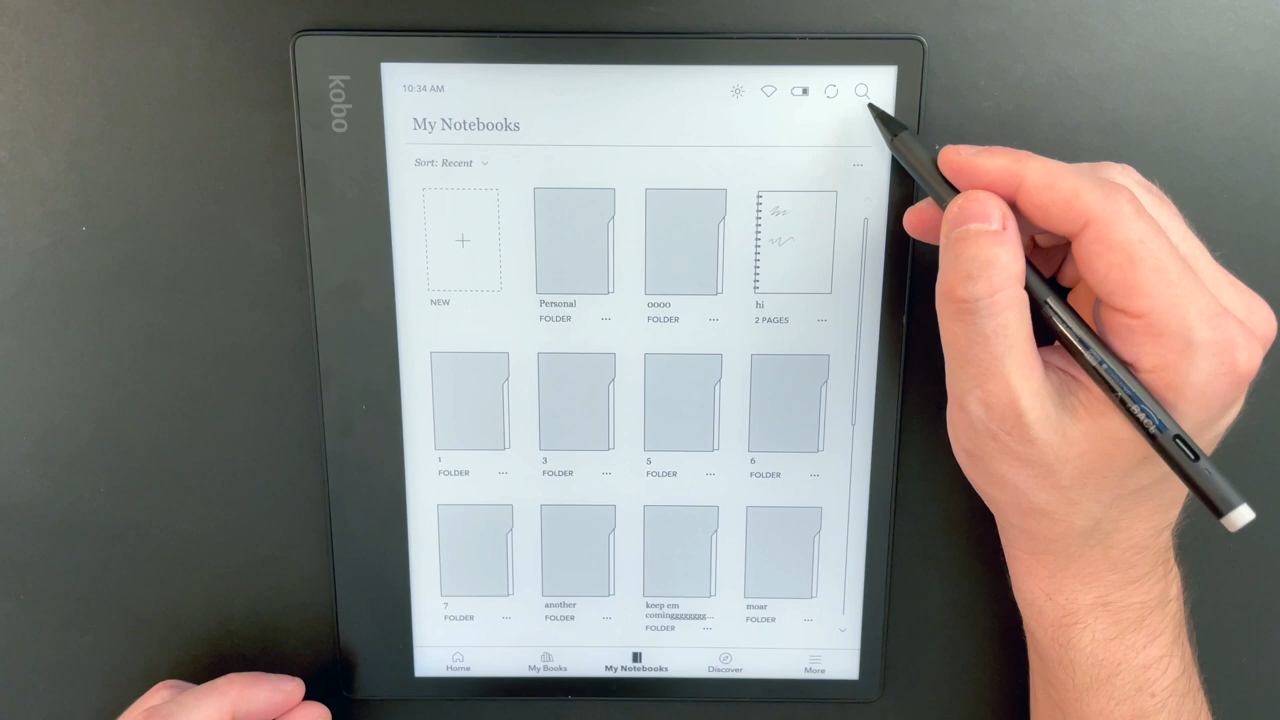 kobo
10:34 AM
My Notebooks
Sort: Recent
NEW
Personal
FOLDER
oooo
FOLDER
hi
2 PAGES
1
FOLDER
3
FOLDER
5
FOLDER
6
FOLDER
7
FOLDER
another
FOLDER
keep em
cominggggggggg...
FOLDER
moar
FOLDER
Home
My Books
My Notebooks
Discover
More